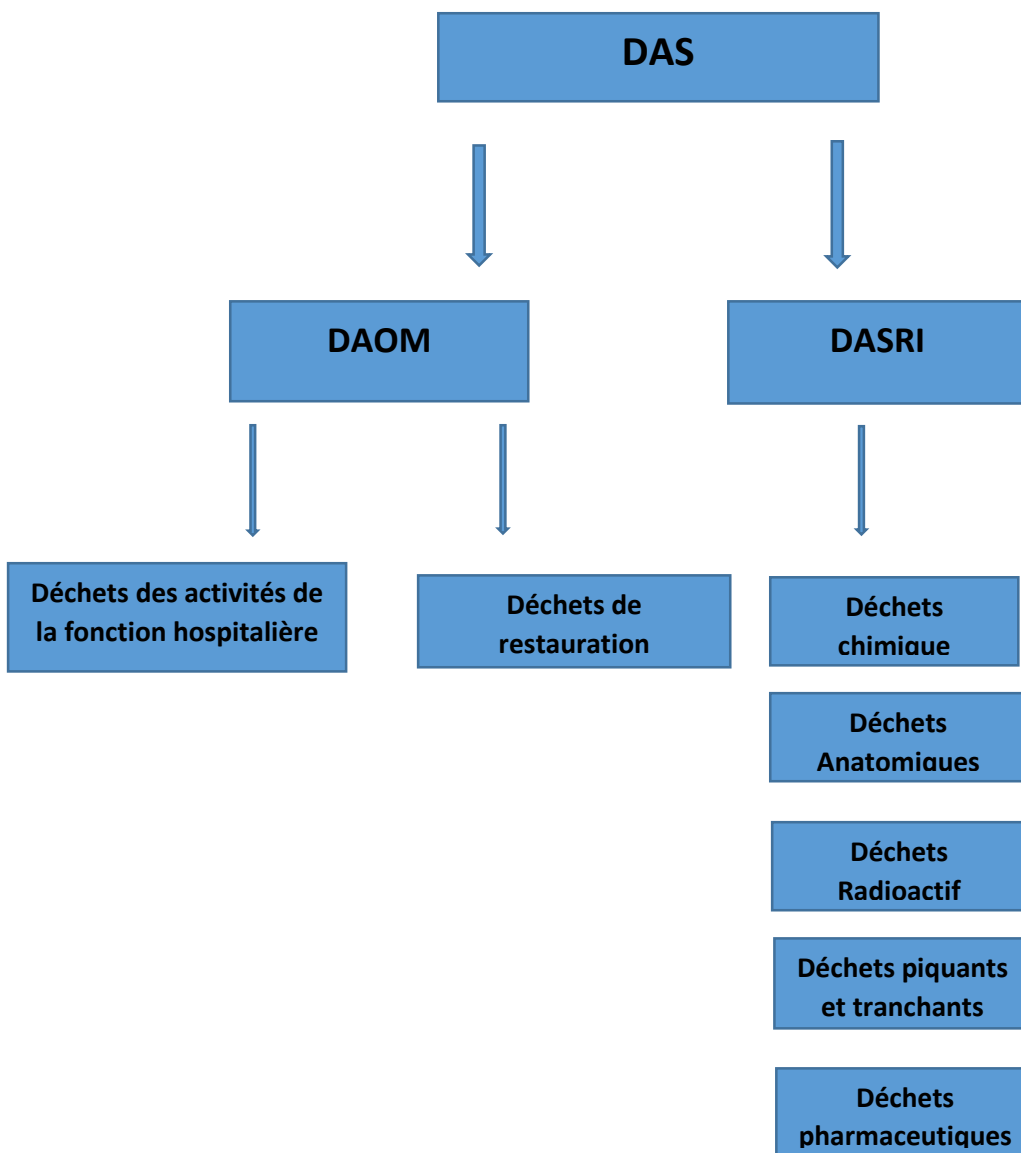 DAS
DAOM
DASRI
Déchets des activités de
la fonction hospitalière
Déchets de
restauration
Déchets
chimique
Déchets
Anatomiques
Déchets
Radioactif
Déchets piquants
et tranchants
Déchets
pharmaceutiques